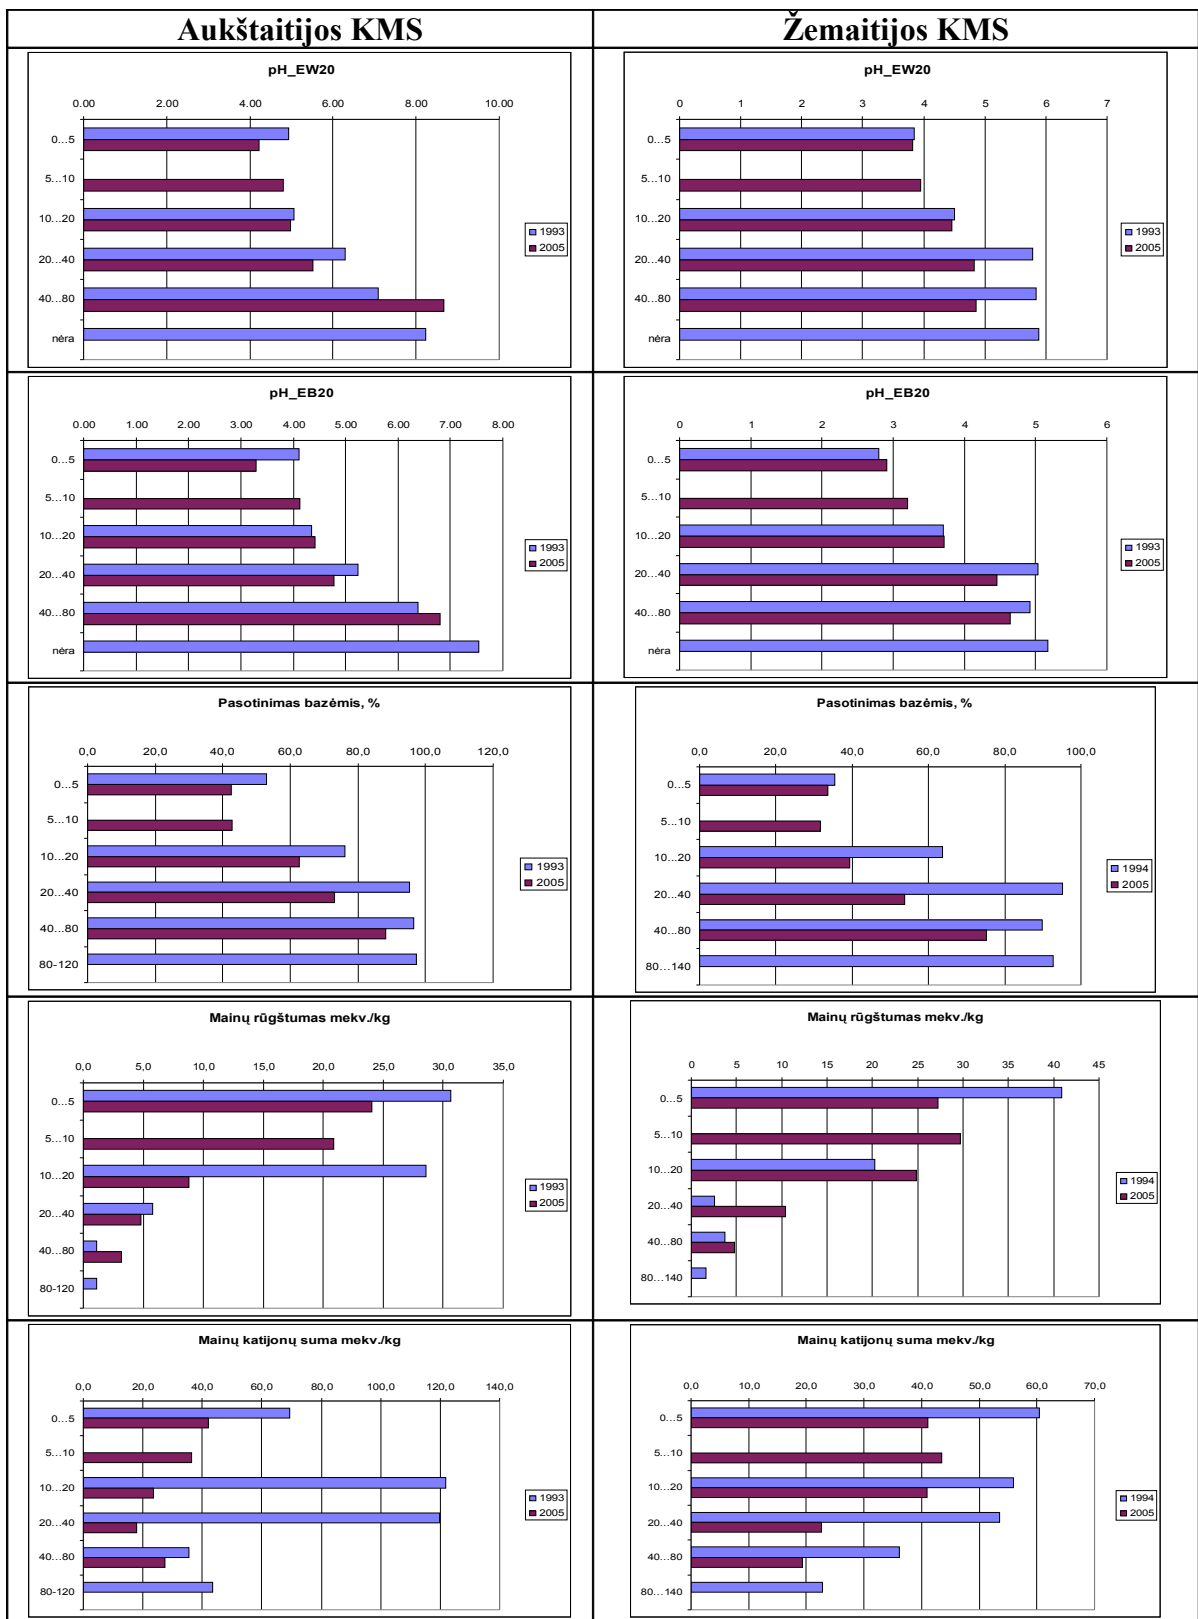 Aukštaitijos KMS
Žemaitijos KMS
pH_EW20
0.00 2.00 4.00 6.00 8.00 10.00
0...5
5...10
10...20
20...40
40...80
nėra
1993
2005
pH_EW20
0 1 2 3 4 5 6 7
0...5
5...10
10...20
20...40
40...80
nėra
1993
2005
pH_EB20
0.00 1.00 2.00 3.00 4.00 5.00 6.00 7.00 8.00
0...5
5...10
10...20
20...40
40...80
nėra
1993
2005
pH_EB20
0 1 2 3 4 5 6
0...5
5...10
10...20
20...40
40...80
nėra
1993
2005
Pasotinimas bazėmis, %
0,0 20,0 40,0 60,0 80,0 100,0 120,0
0...5
5...10
10...20
20...40
40...80
80-120
1993
2005
Pasotinimas bazėmis, %
0,0 20,0 40,0 60,0 80,0 100,0
0...5
5...10
10...20
20...40
40...80
80...140
1994
2005
Mainų rūgštumas mekv./kg
0,0 5,0 10,0 15,0 20,0 25,0 30,0 35,0
0...5
5...10
10...20
20...40
40...80
80-120
1993
2005
Mainų rūgštumas mekv./kg
0 5 10 15 20 25 30 35 40 45
0...5
5...10
10...20
20...40
40...80
80...140
1994
2005
Mainų katijonų suma mekv./kg
0,0 20,0 40,0 60,0 80,0 100,0 120,0 140,0
0...5
5...10
10...20
20...40
40...80
80-120
1993
2005
Mainų katijonų suma mekv./kg
0,0 10,0 20,0 30,0 40,0 50,0 60,0 70,0
0...5
5...10
10...20
20...40
40...80
80...140
1994
2005